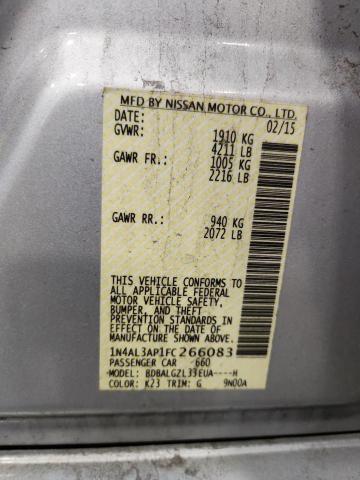 MFD BY NISSAN MOTOR CO., LTD.
DATE: 02/15
GVWR: 1910 KG
4211 LB
GAWR FR: 1005 KG
2216 LB
GAWR RR: 940 KG
2072 LB
THIS VEHICLE CONFORMS TO
ALL APPLICABLE FEDERAL
MOTOR VEHICLE SAFETY,
BUMPER, AND THEFT
PREVENTION STANDARDS IN
EFFECT ON THE DATE OF
MANUFACTURE SHOWN ABOVE.
1N4AL3AP1FC266083
PASSENGER CAR 660
MODEL: BDBALGZL33EUA----H
COLOR: K23 TRIM: G 9N00A